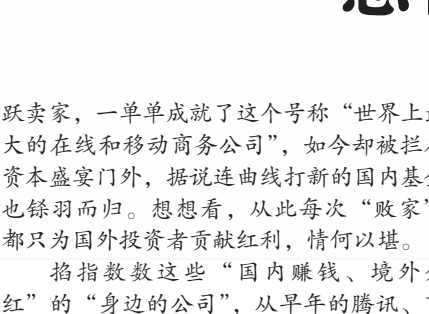 跃卖家，一单单成就了这个号称“世界上
大的在线和移动商务公司”，如今却被拦
资本盛宴门外，据说连曲线打新的国内基
也铩羽而归。想想看，从此每次“败家”
都只为国外投资者贡献红利，情何以堪。
掐指数数这些“国内赚钱、境外
红”的“身边的公司”，从早年的腾讯、